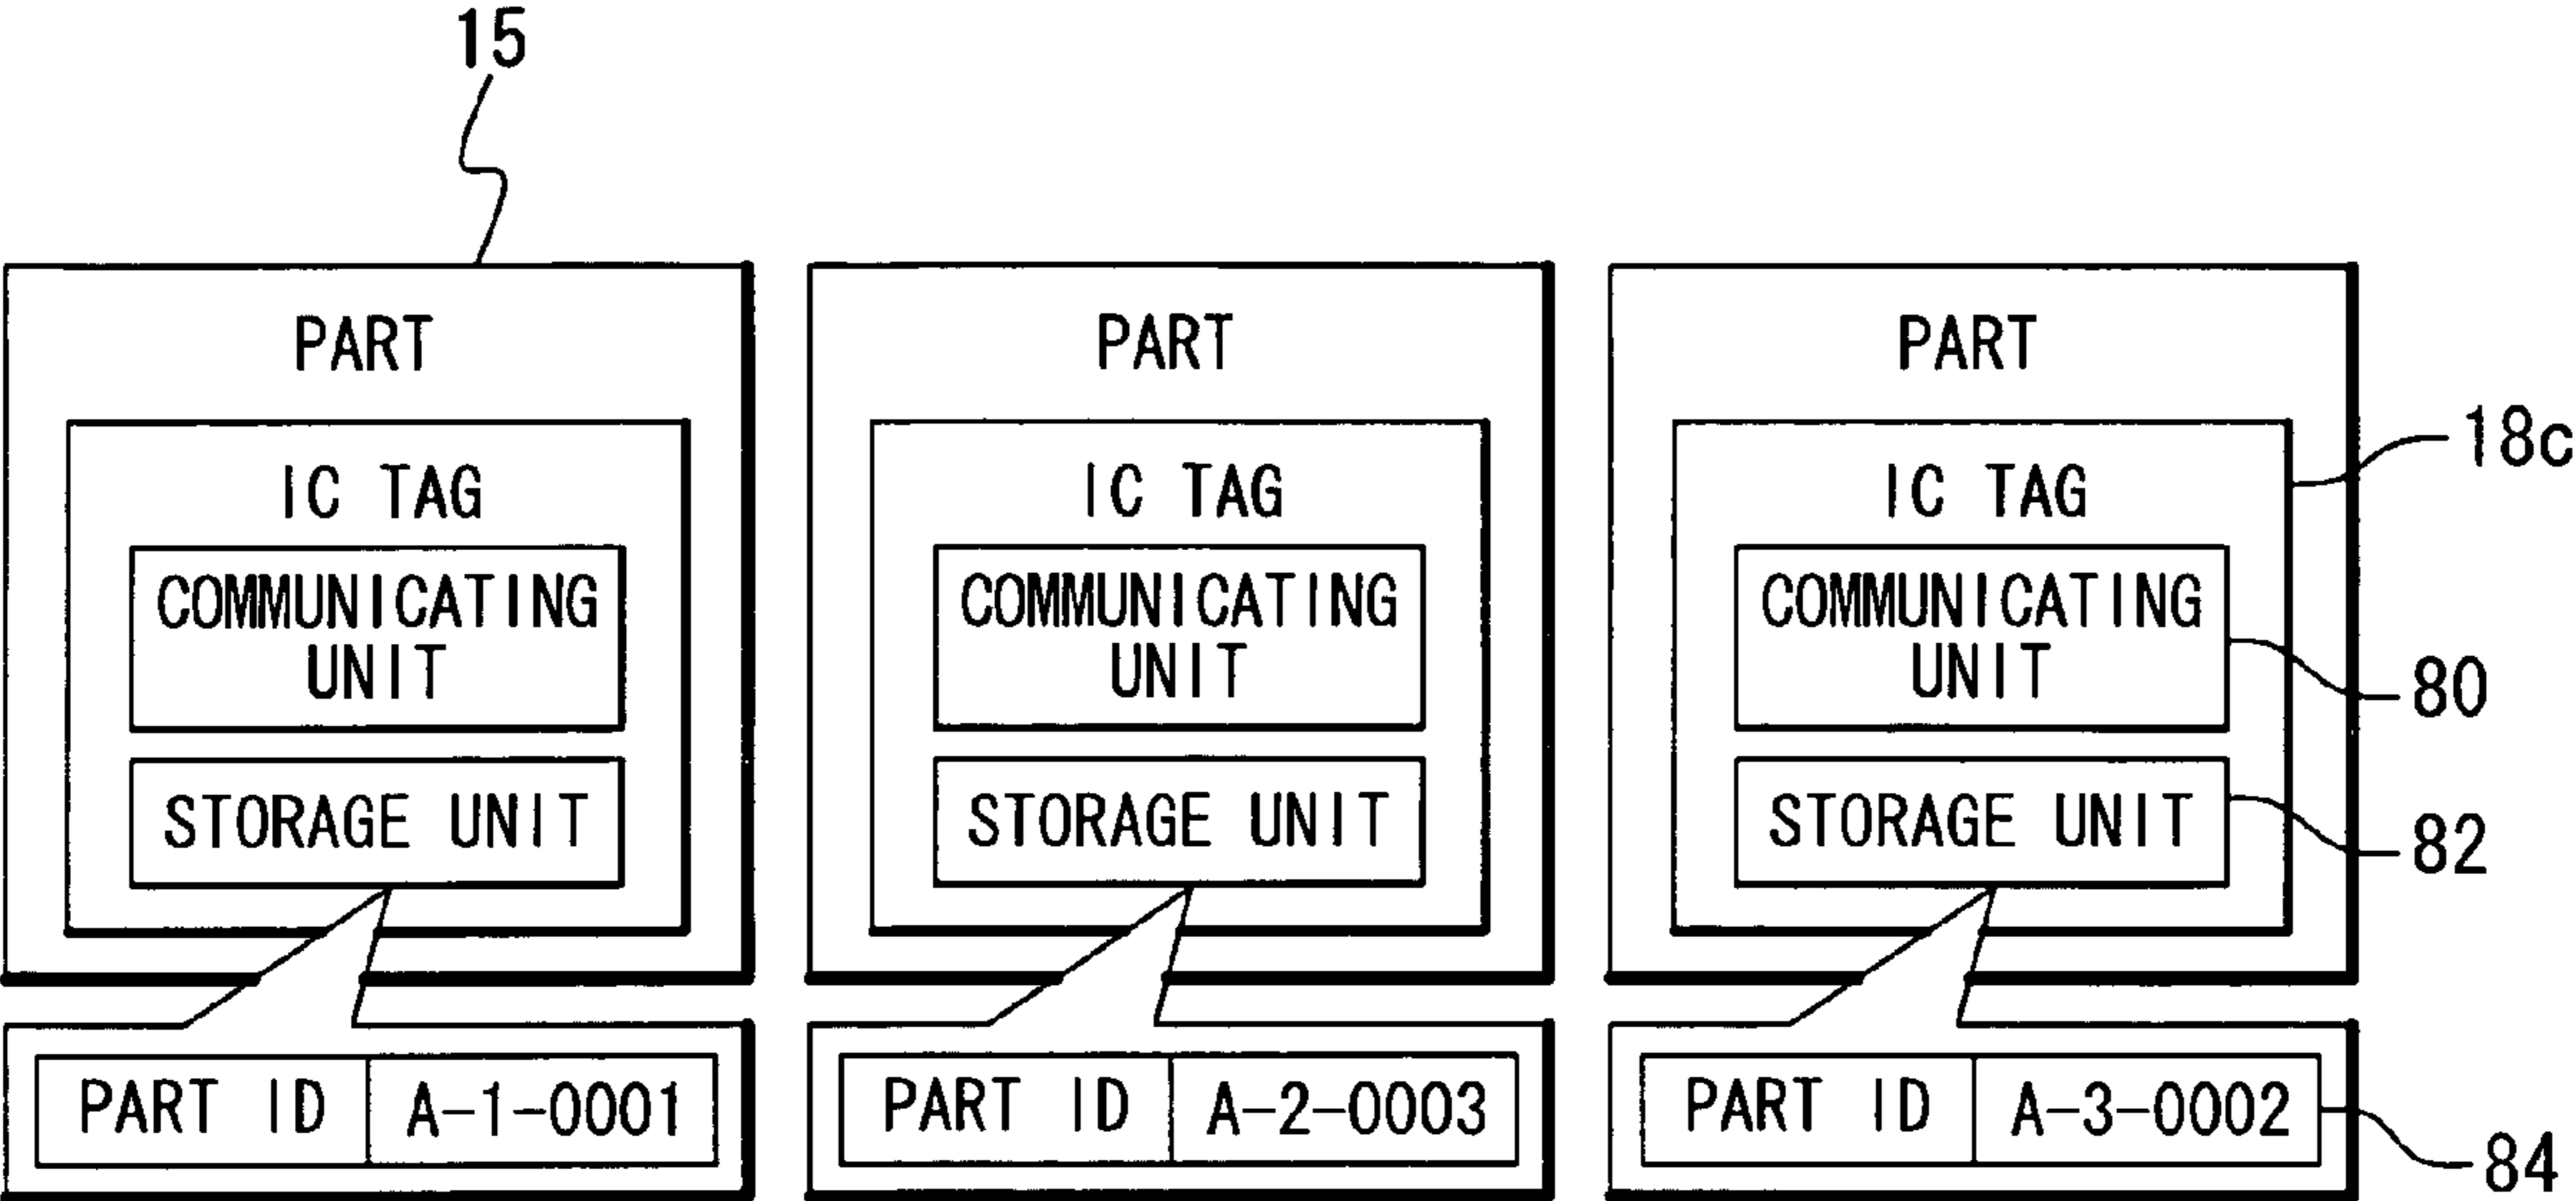 15
PART
IC TAG
COMMUNICATING
UNIT
STORAGE UNIT
PART ID A-1-0001
PART
IC TAG
COMMUNICATING
UNIT
STORAGE UNIT
PART ID A-2-0003
PART
IC TAG
COMMUNICATING
UNIT
STORAGE UNIT
PART ID A-3-0002
18c
80
82
84